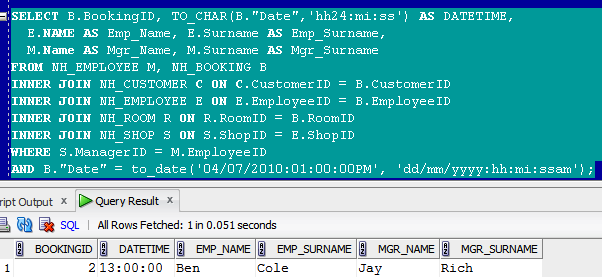 SELECT B.BookingID, TO_CHAR(B."Date",'hh24:mi:ss') AS DATETIME,
E.NAME AS Emp_Name, E.Surname AS Emp_Surname,
M.Name AS Mgr_Name, M.Surname AS Mgr_Surname
FROM NH_EMPLOYEE M, NH_BOOKING B
INNER JOIN NH_CUSTOMER C ON C.CustomerID = B.CustomerID
INNER JOIN NH_EMPLOYEE E ON E.EmployeeID = B.EmployeeID
INNER JOIN NH_ROOM R ON R.RoomID = B.RoomID
INNER JOIN NH_SHOP S ON S.ShopID = E.ShopID
WHERE S.ManagerID = M.EmployeeID
AND B."Date" = to_date('04/07/2010:01:00:00PM', 'dd/mm/yyyy:hh:mi:ssam');
ript Output x Query Result x
SQL | All Rows Fetched: 1 in 0.051 seconds
BOOKINGID DATETIME EMP_NAME EMP_SURNAME MGR_NAME MGR_SURNAME
1 2 13:00:00 Ben Cole Jay Rich